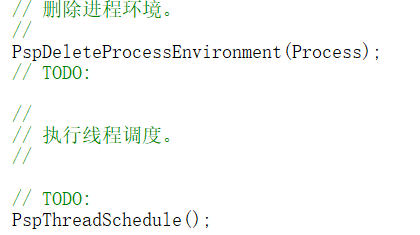 // 删除进程环境。
//
PspDeleteProcessEnvironment(Process);
// TODO:
//
// 执行线程调度。
//
// TODO:
PspThreadSchedule();